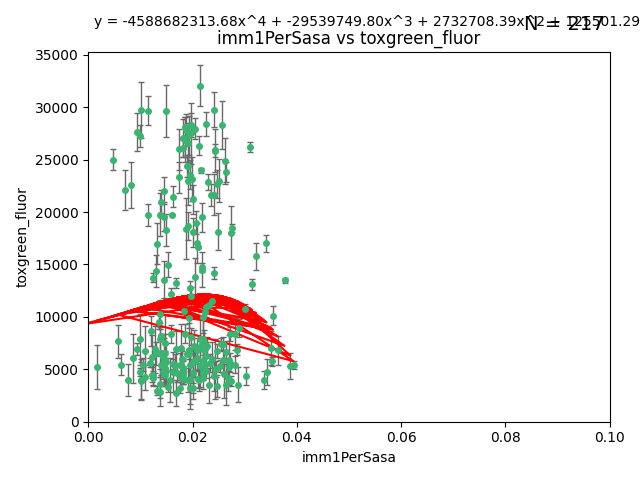 y = -4588682313.68x^4 + -29539749.80x^3 + 2732708.39x^2 + 125501.29
N = 217
imm1PerSasa vs toxgreen_fluor
35000
30000
25000
20000
15000
10000
5000
0
toxgreen_fluor
0.00 0.02 0.04 0.06 0.08 0.10
imm1PerSasa